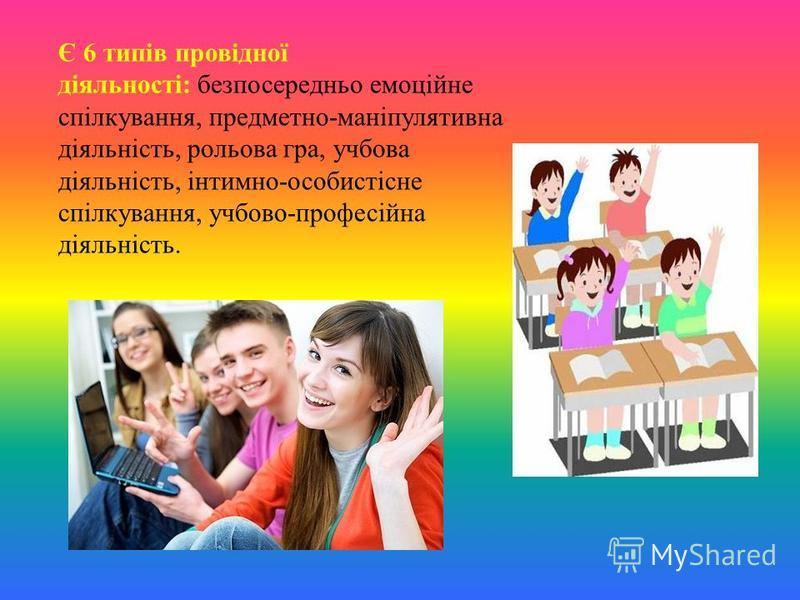 Є 6 типів провідної
діяльності: безпосередньо емоційне
спілкування, предметно-маніпулятивна
діяльність, рольова гра, учбова
діяльність, інтимно-особистісне
спілкування, учбово-професійна
діяльність.
MyShared